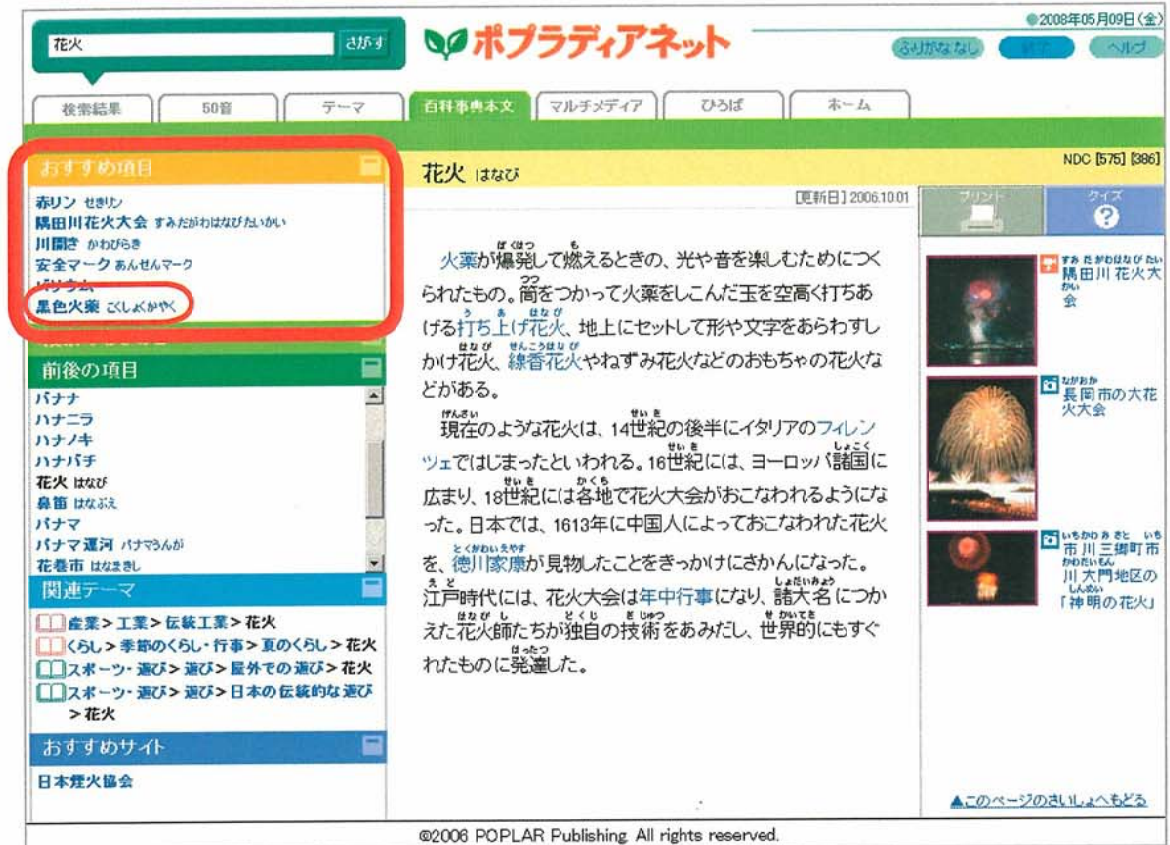 2008年05月09日(金)
花火
さがす
ポプラディアネット
ふりがななし
終了
ヘルプ
検索結果
50音
テーマ
百科事典本文
マルチメディア
ひろば
ホーム
おすすめ項目
赤リン せきりん
隅田川花火大会 すみだがわはなびたいかい
川開き かわびらき
安全マーク あんぜんマーク
バリウム
黒色火薬 こくしょくかやく
前後の項目
バナナ
ハナニラ
ハナノキ
ハナバチ
花火 はなび
鼻笛 はなぶえ
パナマ
パナマ運河 パナマうんが
花巻市 はなまきし
関連テーマ
産業>工業>伝統工業>花火
くらし>季節のくらし・行事>夏のくらし>花火
スポーツ・遊び>遊び>屋外での遊び>花火
スポーツ・遊び>遊び>日本の伝統的な遊び
>花火
おすすめサイト
日本煙火協会
花火 はなび
NDC [575] [386]
[更新日] 2006.10.01
火薬が爆発して燃えるときの、光や音を楽しむためにつく
られたもの。筒をつかって火薬をしこんだ玉を空高く打ちあ
げる打ち上げ花火、地上にセットして形や文字をあらわすし
かけ花火、線香花火やねずみ花火などのおもちゃの花火な
どがある。
現在のような花火は、14世紀の後半にイタリアのフィレン
ツェではじまったといわれる。16世紀には、ヨーロッパ諸国に
広まり、18世紀には各地で花火大会がおこなわれるようにな
った。日本では、1613年に中国人によっておこなわれた花火
を、徳川家康が見物したことをきっかけにさかんになった。
江戸時代には、花火大会は年中行事になり、諸大名につか
えた花火師たちが独自の技術をあみだし、世界的にもすぐ
れたものに発達した。
プリント
クイズ
?
隅田川花火大
会
長岡市の大花
火大会
市川三郷町市
川大門地区の
「神明の花火」
▲このページのさいしょへもどる
©2006 POPLAR Publishing. All rights reserved.